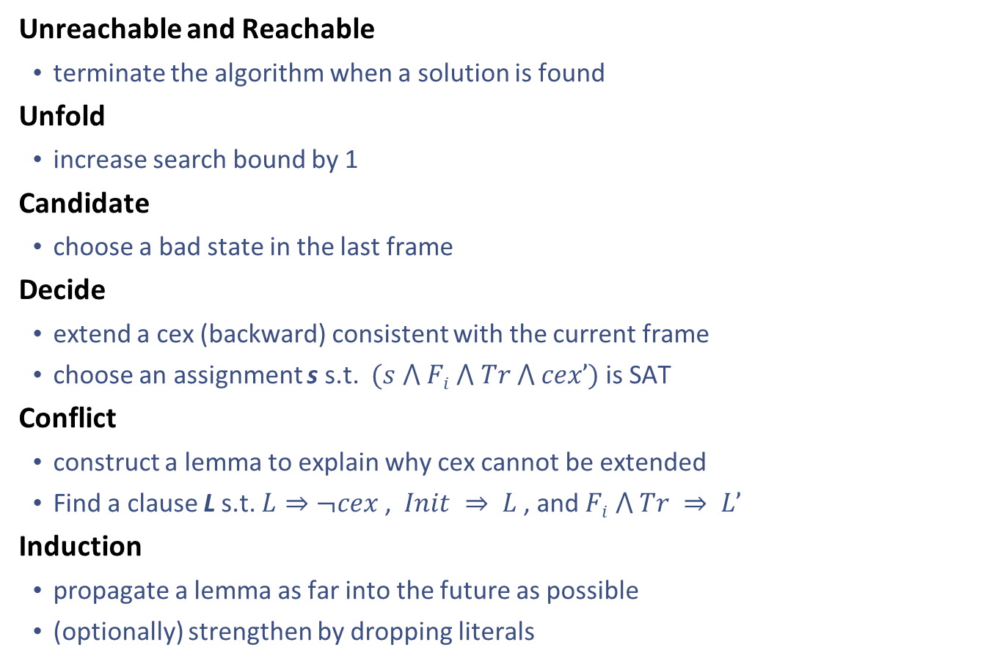 Unreachable and Reachable
• terminate the algorithm when a solution is found
Unfold
• increase search bound by 1
Candidate
• choose a bad state in the last frame
Decide
• extend a cex (backward) consistent with the current frame
• choose an assignment s s.t. (s ⋀ Fᵢ ⋀ Tr ⋀ cex’) is SAT
Conflict
• construct a lemma to explain why cex cannot be extended
• Find a clause L s.t. L ⇒ ¬cex , Init ⇒ L , and Fᵢ ⋀ Tr ⇒ L’
Induction
• propagate a lemma as far into the future as possible
• (optionally) strengthen by dropping literals